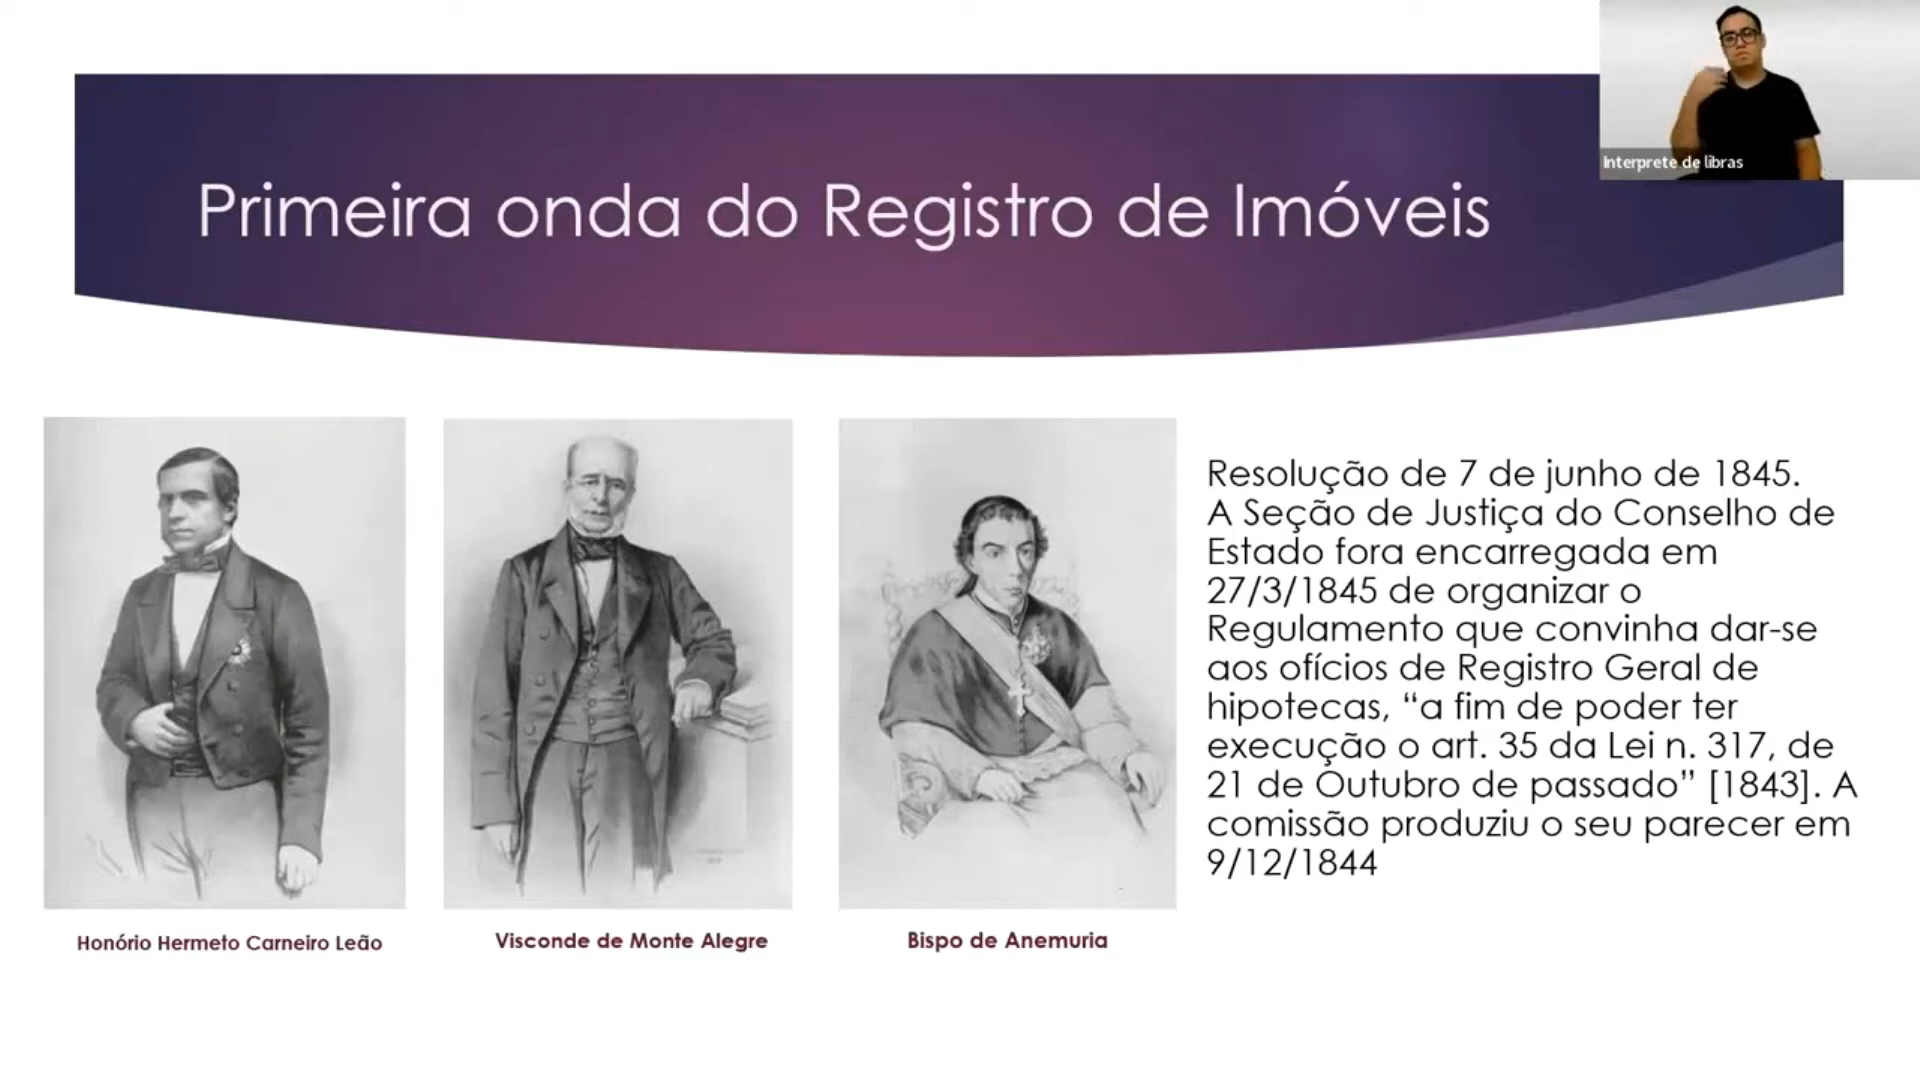 Interprete de libras
Primeira onda do Registro de Imóveis
Resolução de 7 de junho de 1845.
A Seção de Justiça do Conselho de
Estado fora encarregada em
27/3/1845 de organizar o
Regulamento que convinha dar-se
aos ofícios de Registro Geral de
hipotecas, “a fim de poder ter
execução o art. 35 da Lei n. 317, de
21 de Outubro de passado” [1843]. A
comissão produziu o seu parecer em
9/12/1844
Honório Hermeto Carneiro Leão
Visconde de Monte Alegre
Bispo de Anemuria